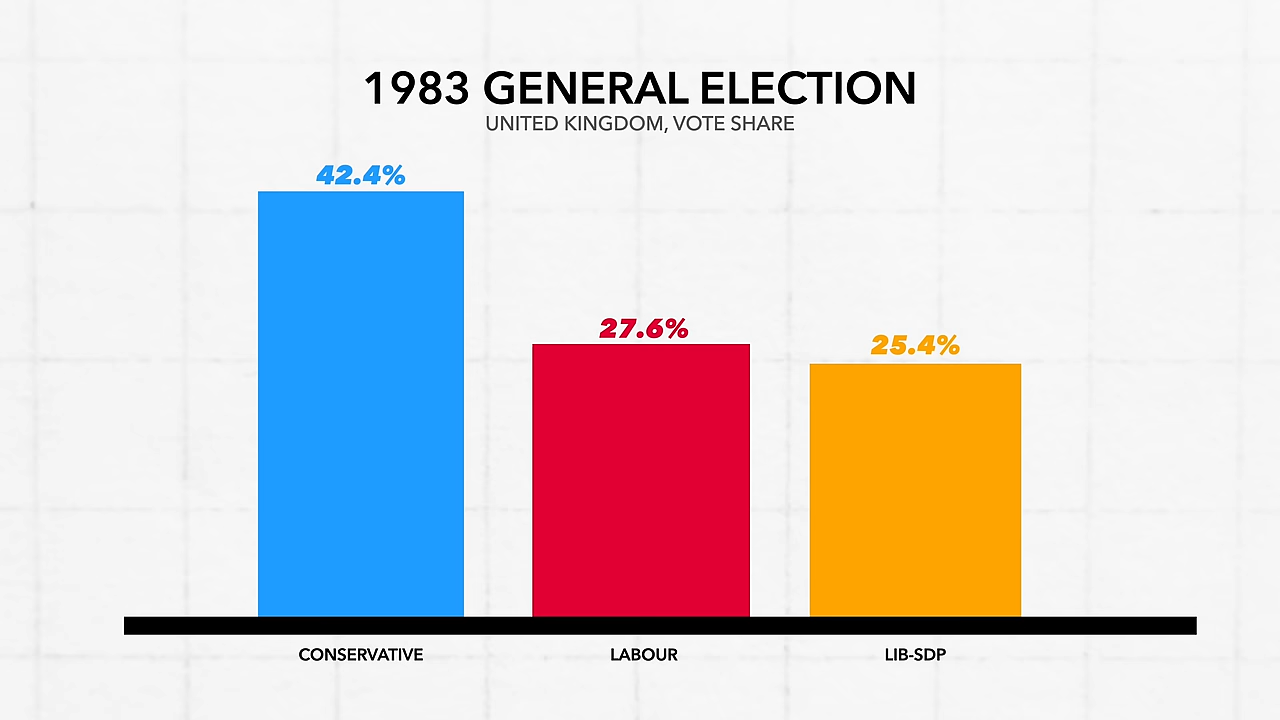 1983 GENERAL ELECTION
UNITED KINGDOM, VOTE SHARE
42.4%
27.6%
25.4%
CONSERVATIVE
LABOUR
LIB-SDP